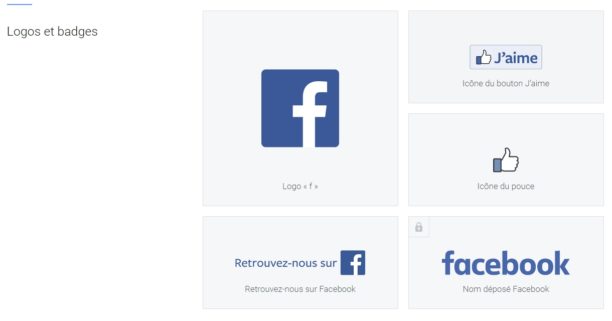 Logos et badges
f
Logo « f »
J'aime
Icône du bouton J'aime
Icône du pouce
Retrouvez-nous sur f
Retrouvez-nous sur Facebook
facebook
Nom déposé Facebook